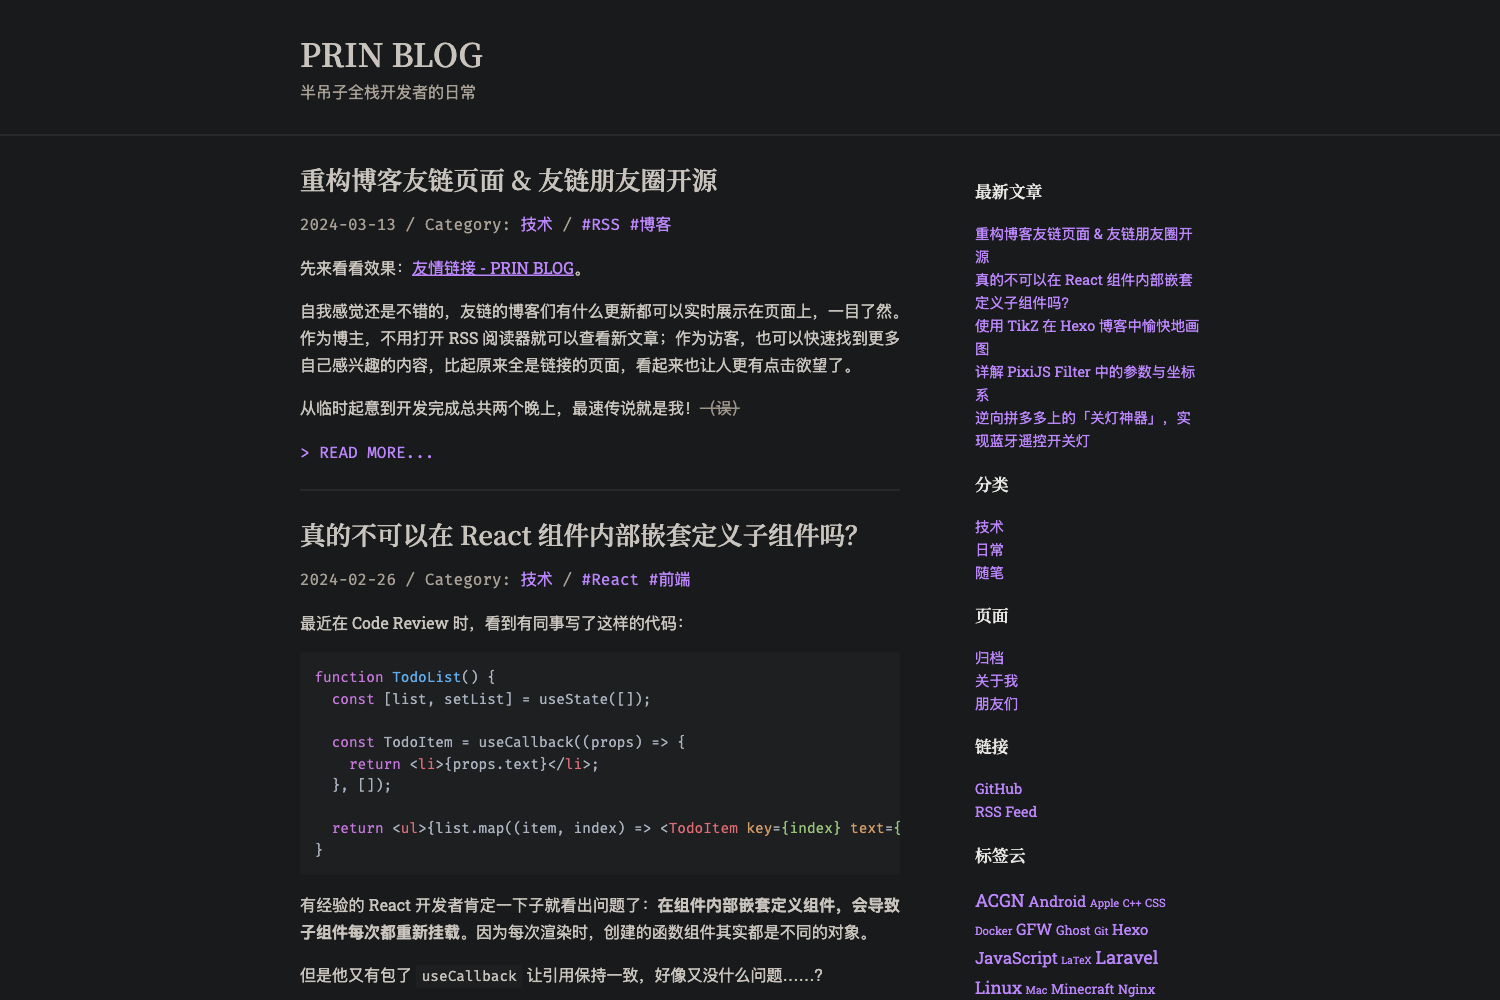 PRIN BLOG
半吊子全栈开发者的日常
重构博客友链页面 & 友链朋友圈开源
2024-03-13 / Category: 技术 / #RSS #博客
先来看看效果：友情链接 - PRIN BLOG。
自我感觉还是不错的，友链的博客们有什么更新都可以实时展示在页面上，一目了然。
作为博主，不用打开 RSS 阅读器就可以查看新文章；作为访客，也可以快速找到更多
自己感兴趣的内容，比起原来全是链接的页面，看起来也让人更有点击欲望了。
从临时起意到开发完成总共两个晚上，最速传说就是我！（误）
> READ MORE...
真的不可以在 React 组件内部嵌套定义子组件吗？
2024-02-26 / Category: 技术 / #React #前端
最近在 Code Review 时，看到有同事写了这样的代码：
function TodoList() {
  const [list, setList] = useState([]);
  const TodoItem = useCallback((props) => {
    return <li>{props.text}</li>;
  }, []);
  return <ul>{list.map((item, index) => <TodoItem key={index} text={
}
有经验的 React 开发者肯定一下子就看出问题了：在组件内部嵌套定义组件，会导致
子组件每次都重新挂载。因为每次渲染时，创建的函数组件其实都是不同的对象。
但是他又有包了 useCallback 让引用保持一致，好像又没什么问题……？
最新文章
重构博客友链页面 & 友链朋友圈开
源
真的不可以在 React 组件内部嵌套
定义子组件吗？
使用 TikZ 在 Hexo 博客中愉快地画
图
详解 PixiJS Filter 中的参数与坐标
系
逆向拼多多上的「关灯神器」，实
现蓝牙遥控开关灯
分类
技术
日常
随笔
页面
归档
关于我
朋友们
链接
GitHub
RSS Feed
标签云
ACGN Android Apple C++ CSS
Docker GFW Ghost Git Hexo
JavaScript LaTeX Laravel
Linux Mac Minecraft Nginx